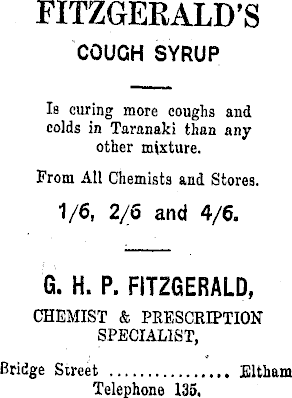 FITZGERALD'S
COUGH SYRUP
Is curing more coughs and
colds in Taranaki than any
other mixture.
From All Chemists and Stores.
1/6, 2/6 and 4/6.
G. H. P. FITZGERALD,
CHEMIST & PRESCRIPTION
SPECIALIST,
Bridge Street ................ Eltham
Telephone 135.